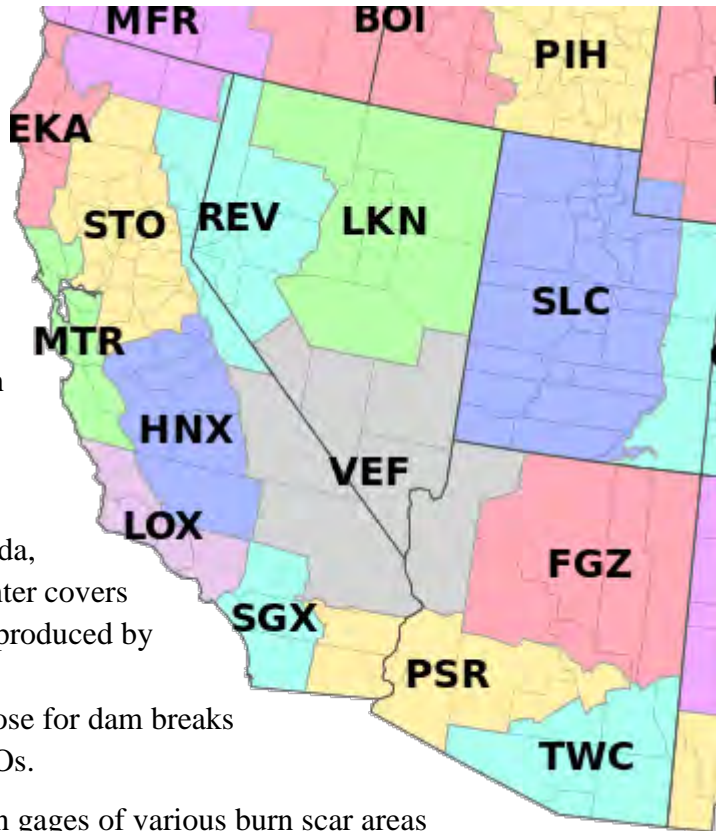 MFR
BOI
PIH
EKA
STO
REV
LKN
SLC
MTR
n
HNX
VEF
LOX
da,
FGZ
nter covers
SGX
produced by
PSR
ose for dam breaks
TWC
Os.
n gages of various burn scar areas